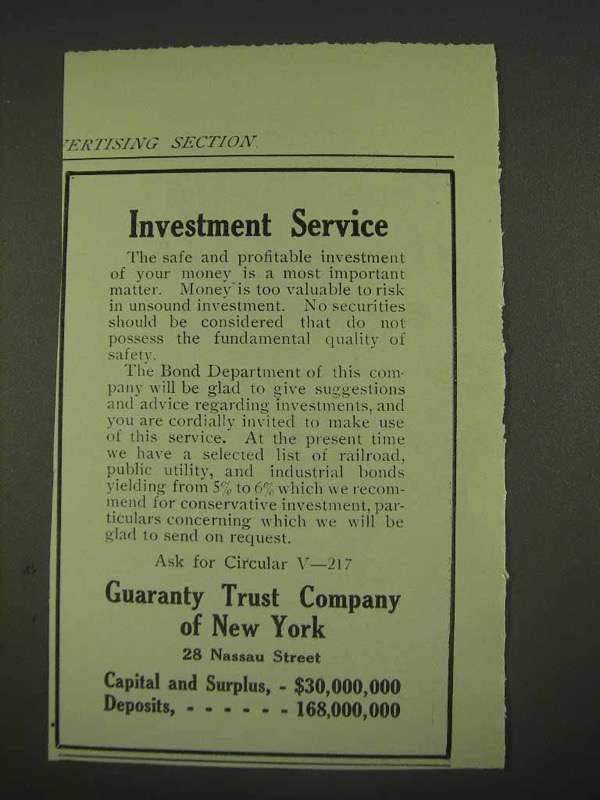 VERTISING SECTION
Investment Service
The safe and profitable investment
of your money is a most important
matter. Money is too valuable to risk
in unsound investment. No securities
should be considered that do not
possess the fundamental quality of
safety.
The Bond Department of this com-
pany will be glad to give suggestions
and advice regarding investments, and
you are cordially invited to make use
of this service. At the present time
we have a selected list of railroad,
public utility, and industrial bonds
yielding from 5% to 6% which we recom-
mend for conservative investment, par-
ticulars concerning which we will be
glad to send on request.
Ask for Circular V—217
Guaranty Trust Company
of New York
28 Nassau Street
Capital and Surplus, - $30,000,000
Deposits, - - - - - - 168,000,000